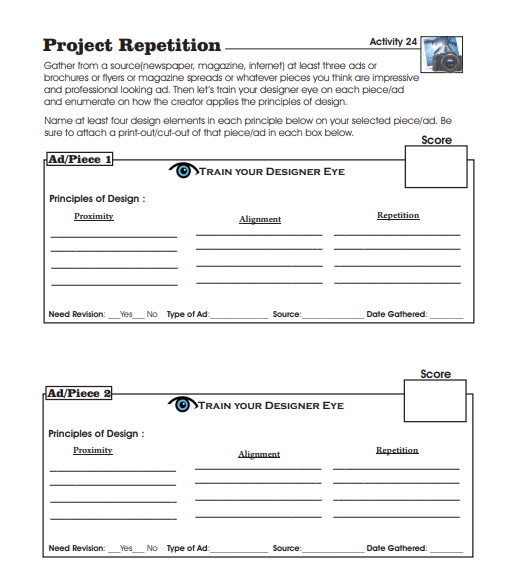 Project Repetition Activity 24
Gather from a source(newspaper, magazine, internet) at least three ads or
brochures or flyers or magazine spreads or whatever pieces you think are impressive
and professional looking ad. Then let's train your designer eye on each piece/ad
and enumerate on how the creator applies the principles of design.
Name at least four design elements in each principle below on your selected piece/ad. Be
sure to attach a print-out/cut-out of that piece/ad in each box below.
Score
Ad/Piece 1
TRAIN YOUR DESIGNER EYE
Principles of Design :
Proximity Alignment Repetition
Need Revision: ___Yes___ No Type of Ad:______________ Source:_______________ Date Gathered: ________
Score
Ad/Piece 2
TRAIN YOUR DESIGNER EYE
Principles of Design :
Proximity Alignment Repetition
Need Revision: ___Yes___ No Type of Ad:______________ Source:_______________ Date Gathered: ________